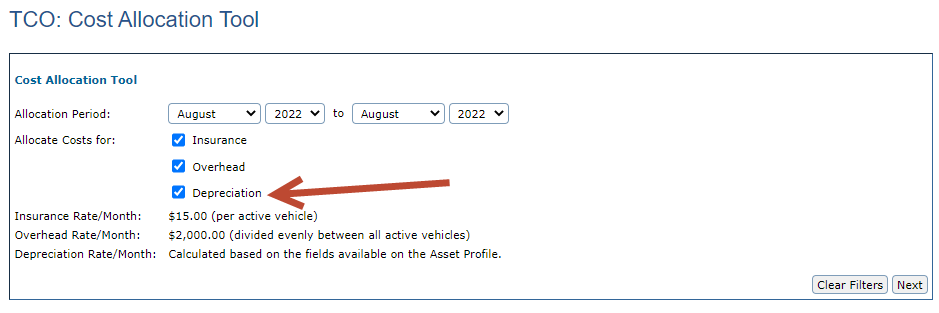 TCO: Cost Allocation Tool
Cost Allocation Tool
Allocation Period: August 2022 to August 2022
Allocate Costs for: Insurance
Overhead
Depreciation
Insurance Rate/Month: $15.00 (per active vehicle)
Overhead Rate/Month: $2,000.00 (divided evenly between all active vehicles)
Depreciation Rate/Month: Calculated based on the fields available on the Asset Profile.
Clear Filters Next